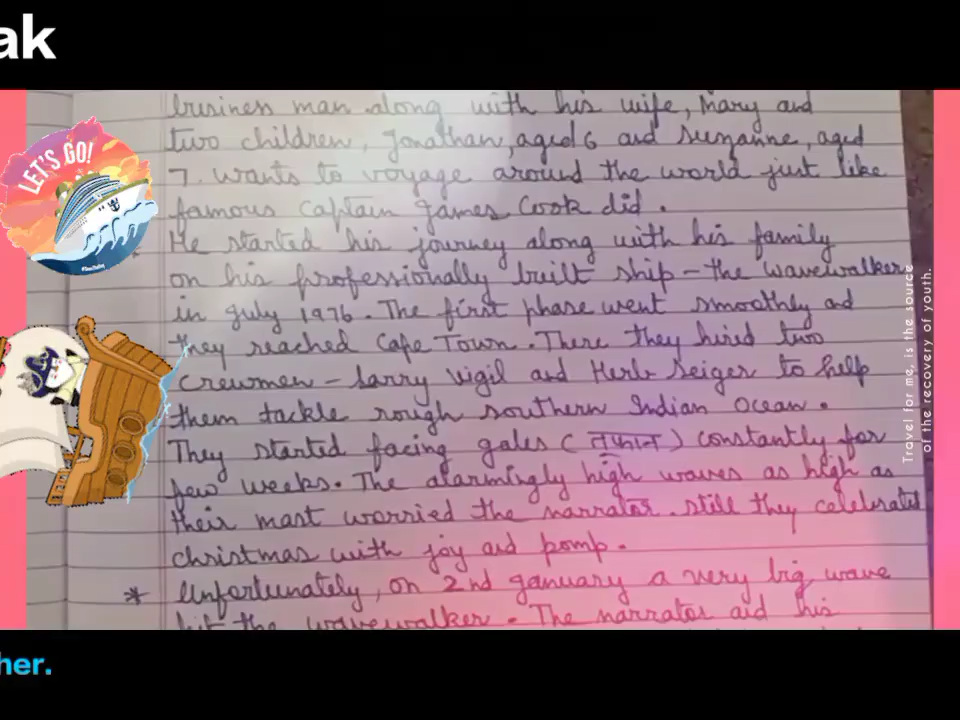 ak
business man along with his wife, Mary and
two children, Jonathan, aged 6 and Suzanne, aged
7. wants to voyage around the world just like
famous Captain James Cook did.
He started his journey along with his family
on his professionally built ship - the wavewalker
in july 1976. The first phase went smoothly and
they reached Cape Town. There they hired two
crewmen - Larry Vigil and Herb Seiger to help
them tackle rough southern Indian Ocean.
They started facing gales (तूफान) constantly for
few weeks. The alarmingly high waves as high as
their mast worried the narrator. still they celebrated
christmas with joy and pomp.
* Unfortunately, on 2nd january a very big wave
hit the wavewalker. The narrator and his
LET'S GO!
Travel for me, is the source
of the recovery of youth.
her.